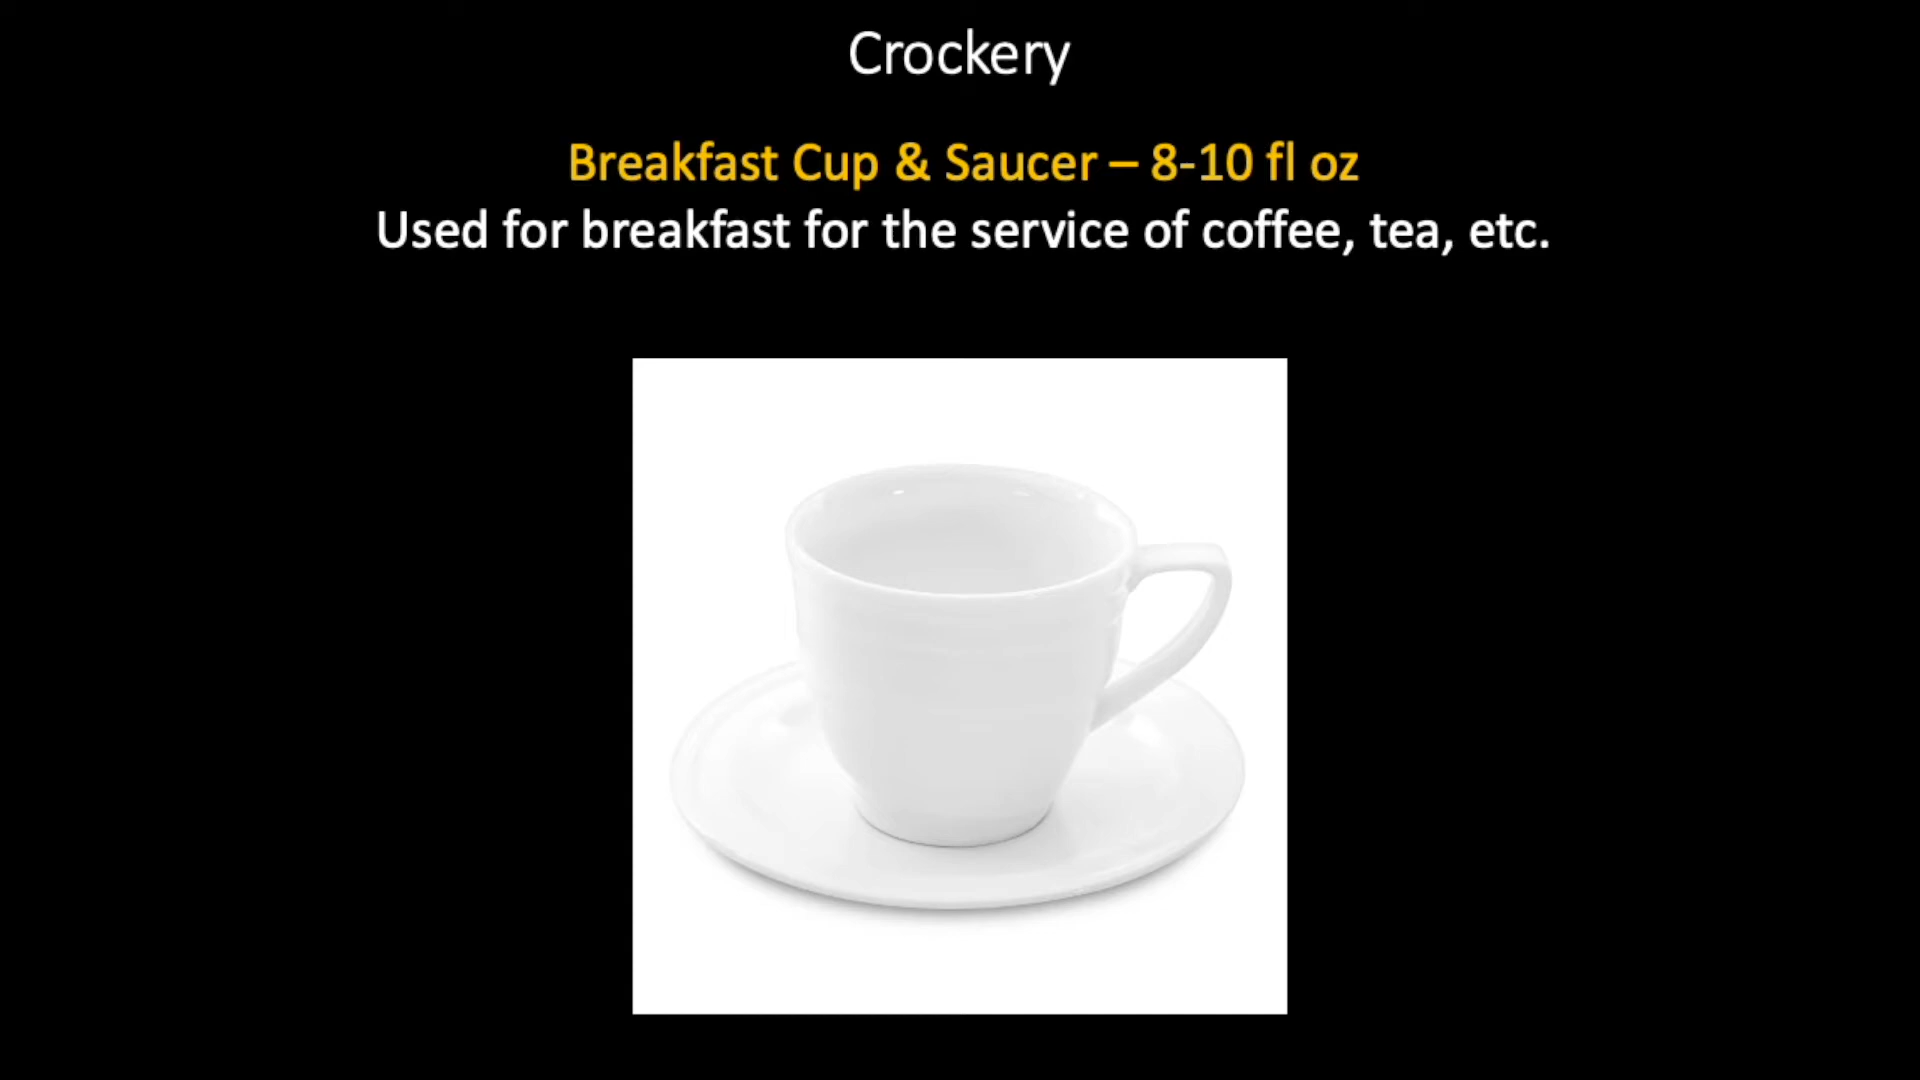 Crockery
Breakfast Cup & Saucer – 8-10 fl oz
Used for breakfast for the service of coffee, tea, etc.